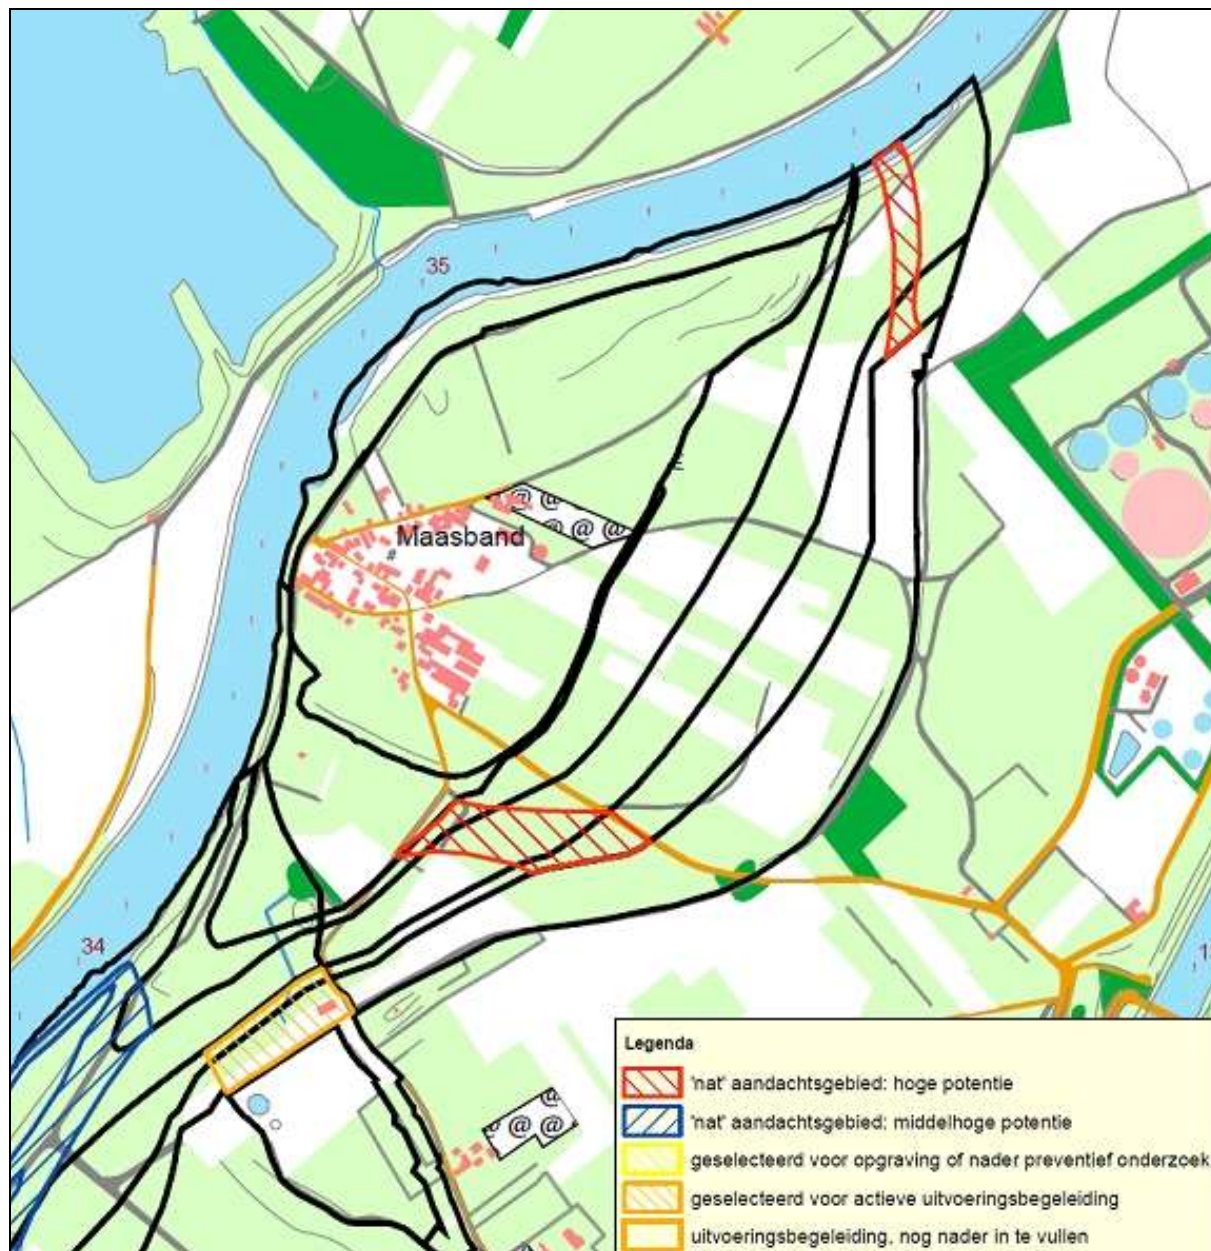 35
@ @
@ @ @
Maasband
34
1
@
@ @ @
Legenda
'nat' aandachtsgebied: hoge potentie
'nat' aandachtsgebied: middelhoge potentie
geselecteerd voor opgraving of nader preventief onderzoek
geselecteerd voor actieve uitvoeringsbegeleiding
uitvoeringsbegeleiding, nog nader in te vullen